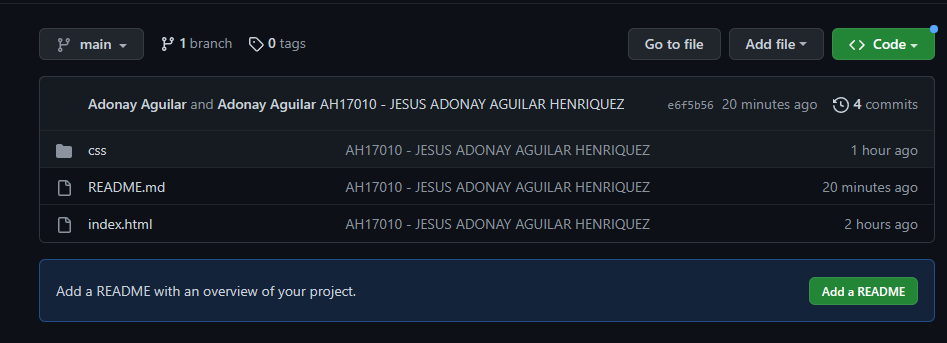 main 1 branch 0 tags Go to file Add file <> Code
Adonay Aguilar and Adonay Aguilar AH17010 - JESUS ADONAY AGUILAR HENRIQUEZ e6f5b56 20 minutes ago 4 commits
css AH17010 - JESUS ADONAY AGUILAR HENRIQUEZ 1 hour ago
README.md AH17010 - JESUS ADONAY AGUILAR HENRIQUEZ 20 minutes ago
index.html AH17010 - JESUS ADONAY AGUILAR HENRIQUEZ 2 hours ago
Add a README with an overview of your project. Add a README